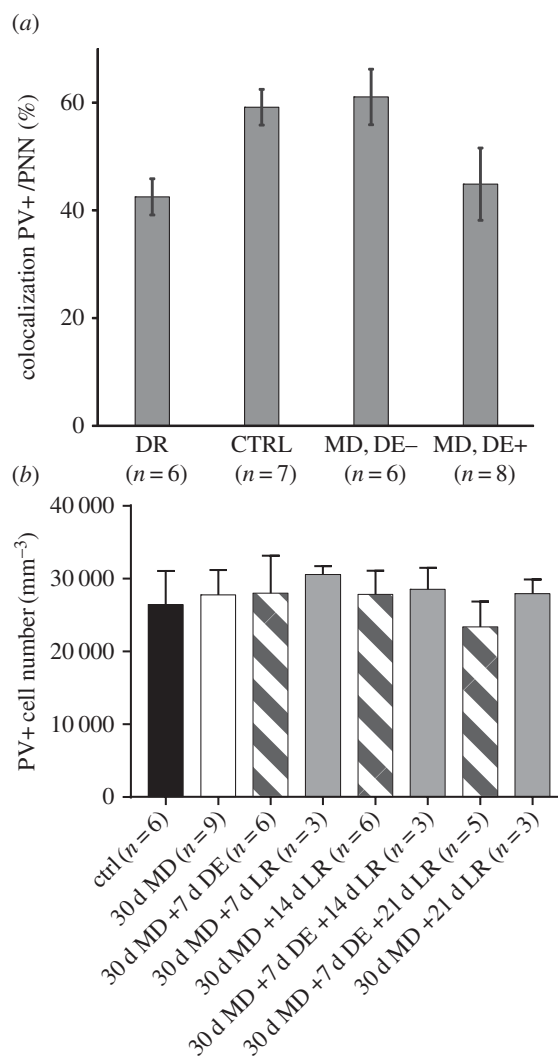 (a)
colocalization PV+/PNN (%)
60
40
20
0
DR
(n = 6)
CTRL
(n = 7)
MD, DE–
(n = 6)
MD, DE+
(n = 8)
(b)
PV+ cell number (mm⁻³)
40 000
30 000
20 000
10 000
0
ctrl (n = 6)
30 d MD (n = 9)
30 d MD +7 d DE (n = 6)
30 d MD +7 d LR (n = 3)
30 d MD +14 d LR (n = 6)
30 d MD +7 d DE +14 d LR (n = 3)
30 d MD +7 d DE +21 d LR (n = 5)
30 d MD +21 d LR (n = 3)